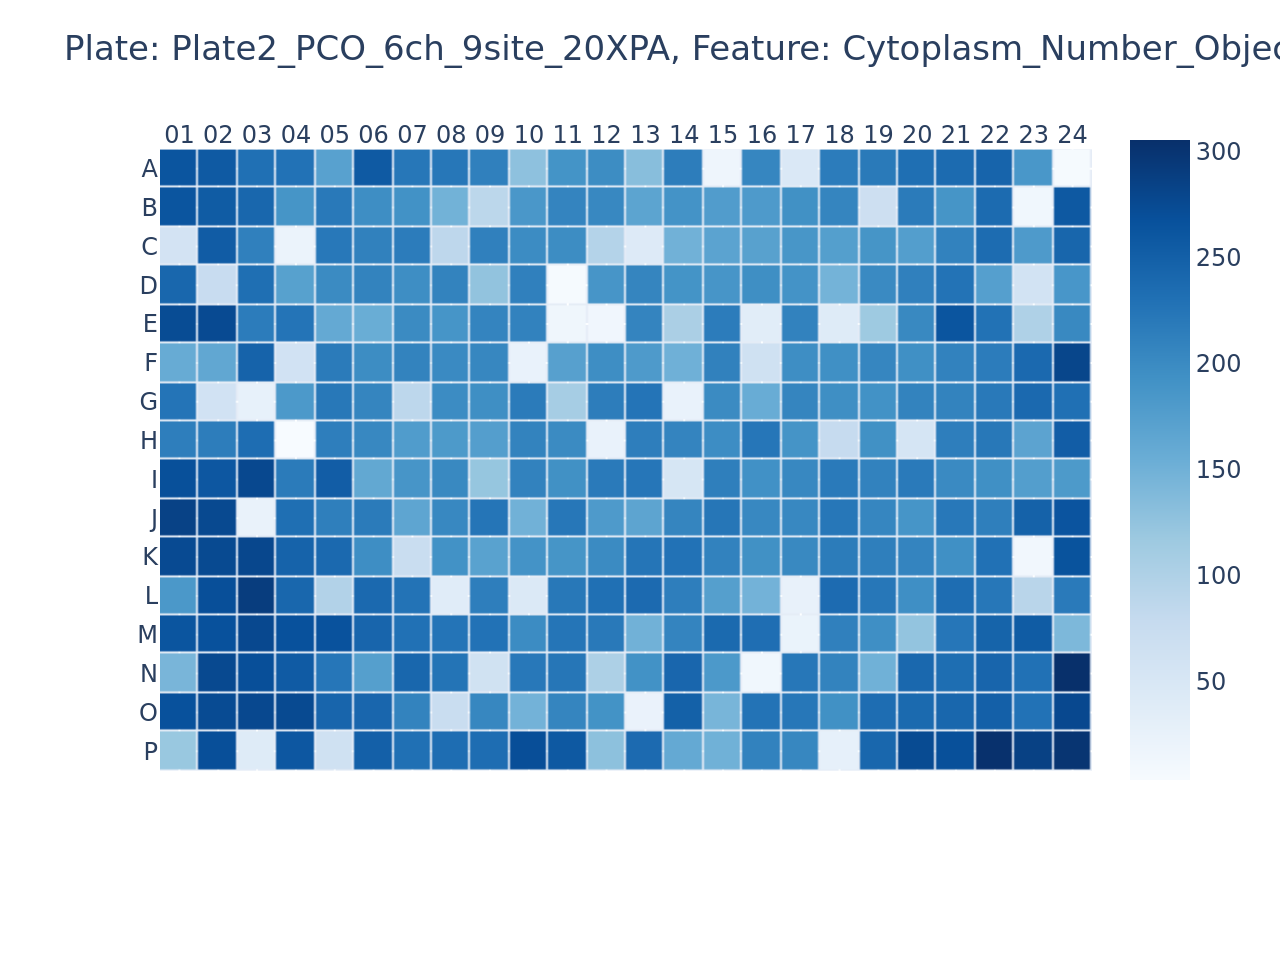 Plate: Plate2_PCO_6ch_9site_20XPA, Feature: Cytoplasm_Number_Objec
01 02 03 04 05 06 07 08 09 10 11 12 13 14 15 16 17 18 19 20 21 22 23 24
A
B
C
D
E
F
G
H
I
J
K
L
M
N
O
P
300
250
200
150
100
50